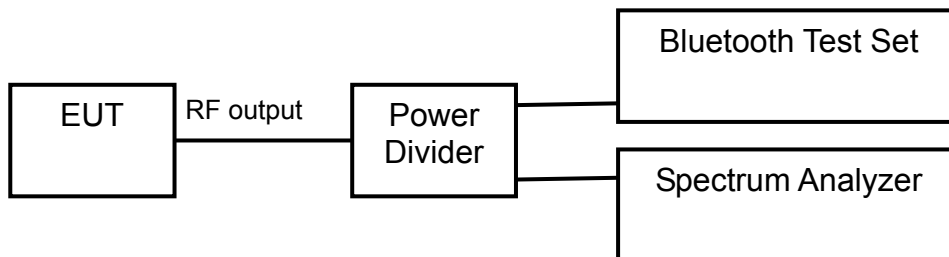 EUT
RF output
Power
Divider
Bluetooth Test Set
Spectrum Analyzer